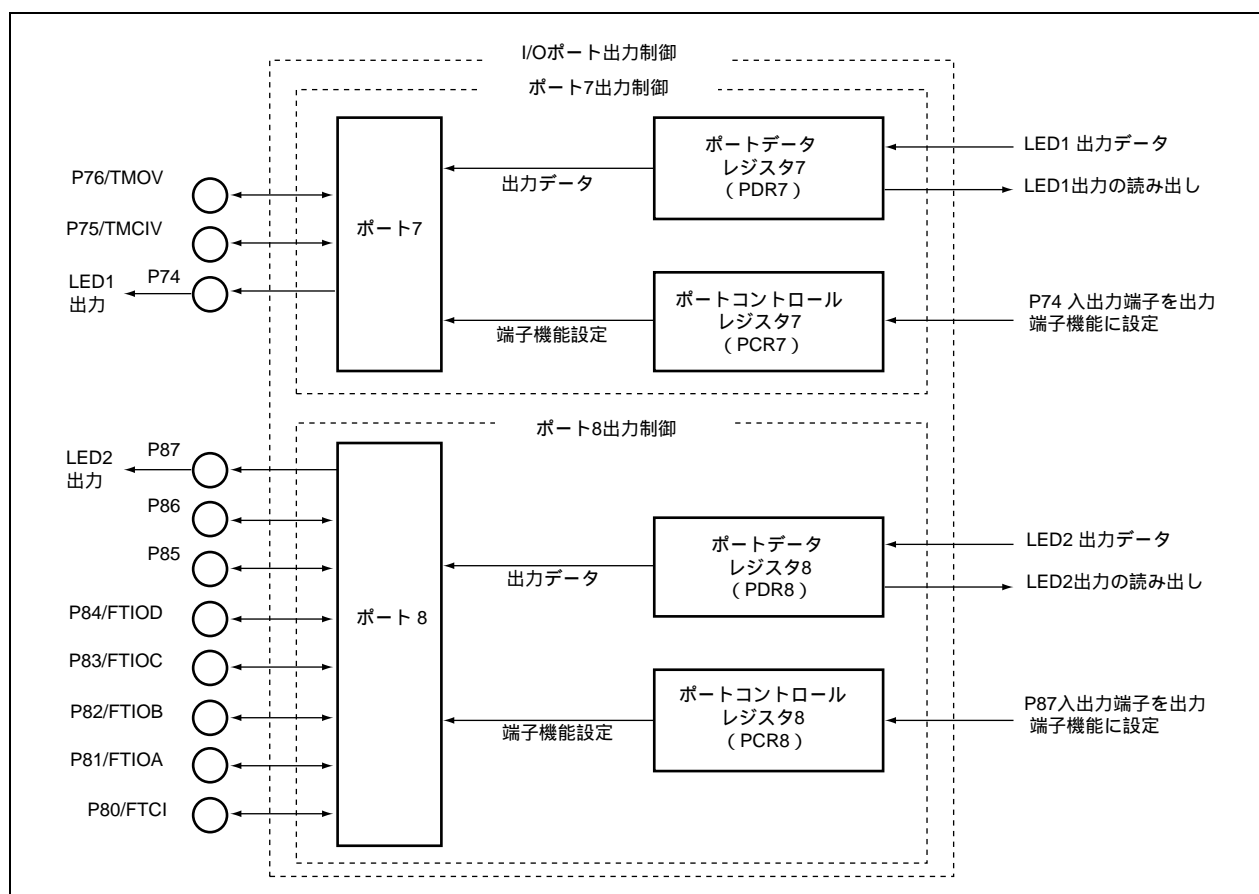 I/Oポート出力制御
ポート7出力制御
P76/TMOV
P75/TMCIV
P74
LED1
出力
ポート7
出力データ
端子機能設定
ポートデータ
レジスタ7
(PDR7)
ポートコントロール
レジスタ7
(PCR7)
LED1 出力データ
LED1出力の読み出し
P74 入出力端子を出力
端子機能に設定
ポート8出力制御
P87
LED2
出力
P86
P85
P84/FTIOD
P83/FTIOC
P82/FTIOB
P81/FTIOA
P80/FTCI
ポート 8
出力データ
端子機能設定
ポートデータ
レジスタ8
(PDR8)
ポートコントロール
レジスタ8
(PCR8)
LED2 出力データ
LED2出力の読み出し
P87入出力端子を出力
端子機能に設定